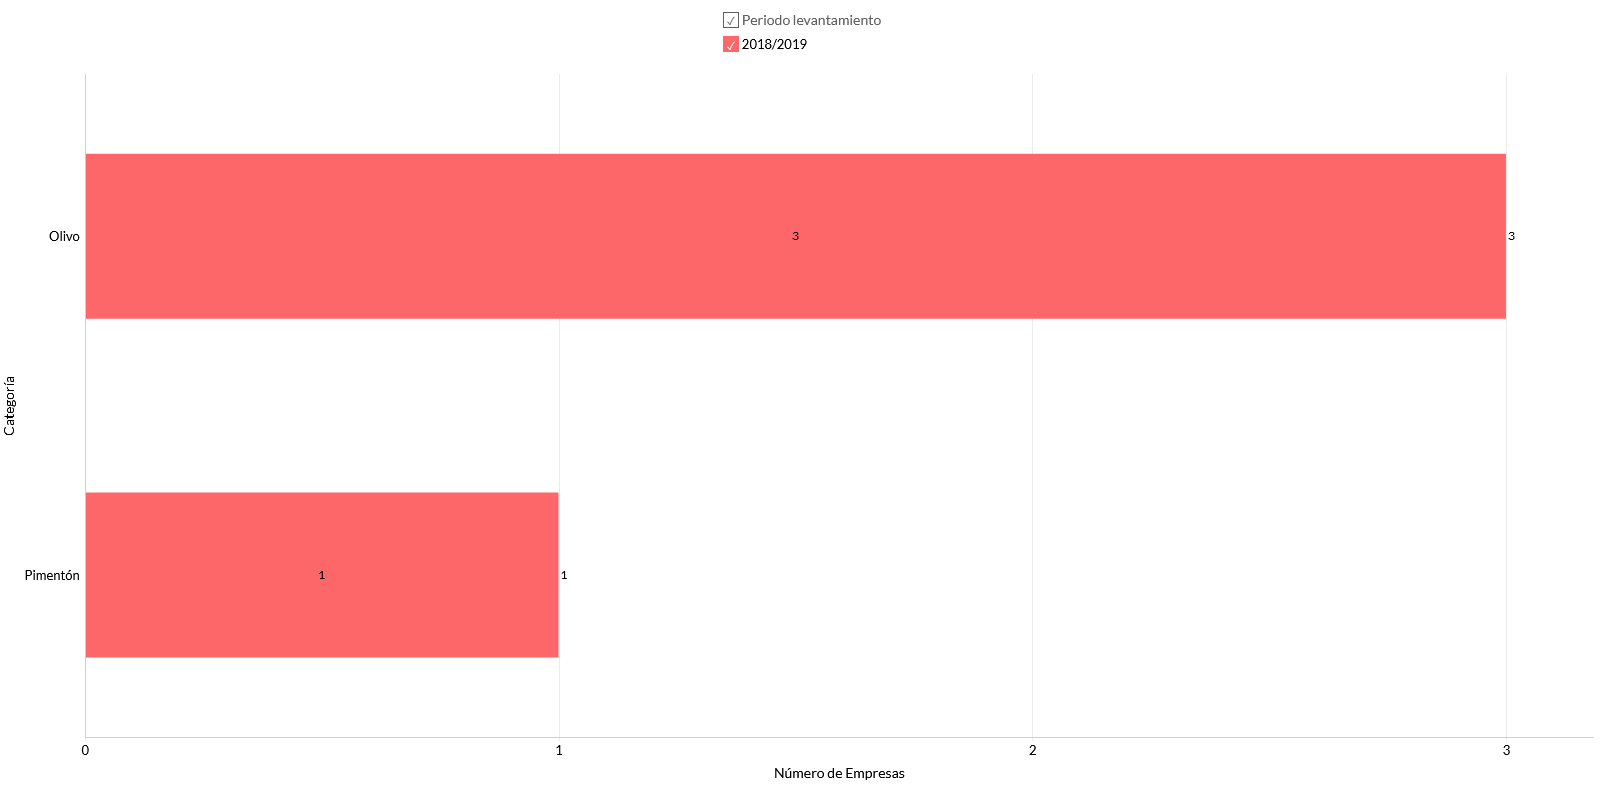 Periodo levantamiento
2018/2019
Olivo
3
3
Categoría
Pimentón
1
1
0
1
2
3
Número de Empresas